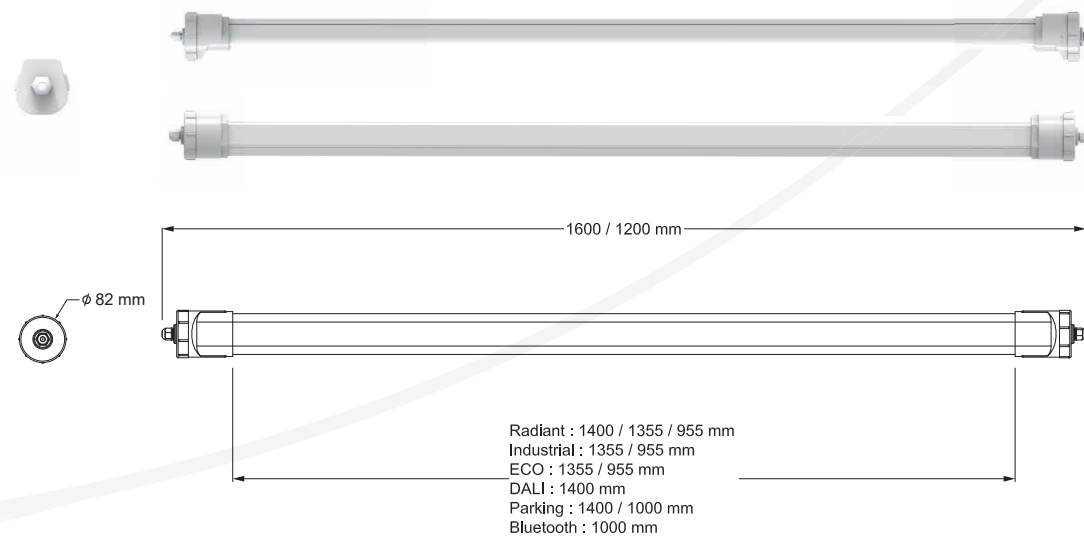 1600 / 1200 mm
ϕ 82 mm
Radiant : 1400 / 1355 / 955 mm
Industrial : 1355 / 955 mm
ECO : 1355 / 955 mm
DALI : 1400 mm
Parking : 1400 / 1000 mm
Bluetooth : 1000 mm